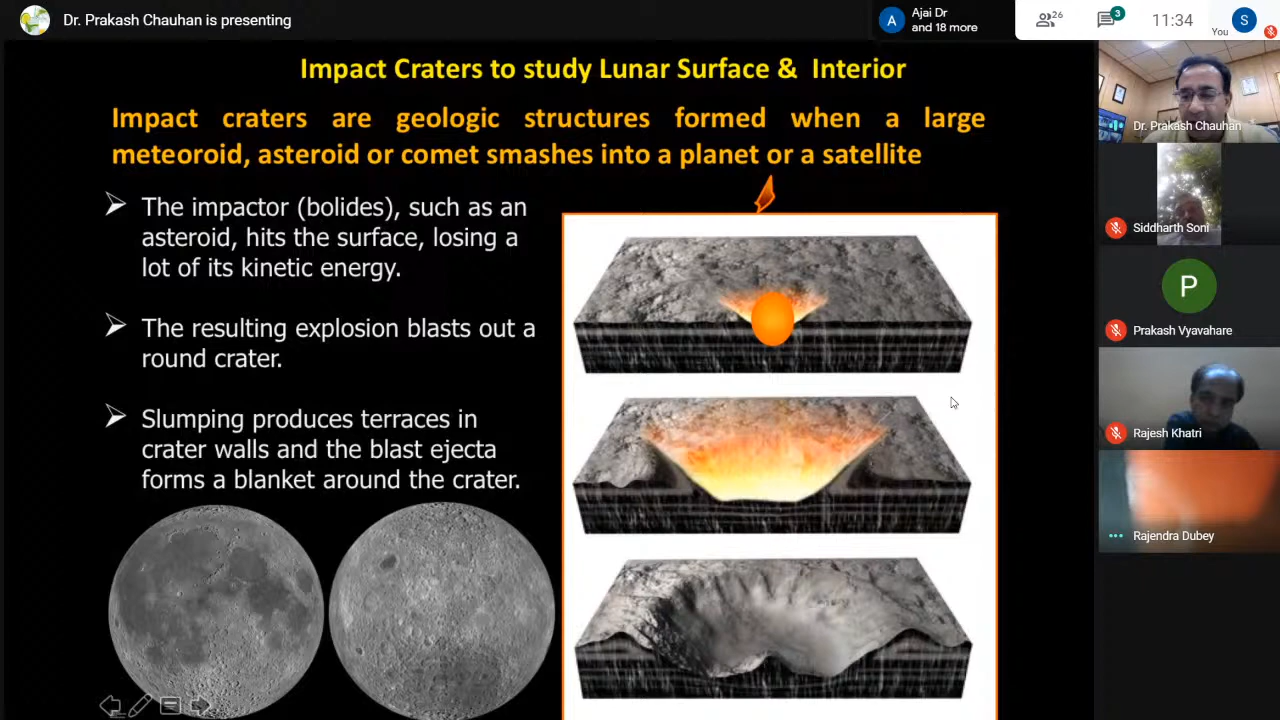 Dr. Prakash Chauhan is presenting
A
Ajai Dr
and 18 more
26
3
11:34
You
S
Impact Craters to study Lunar Surface & Interior
Impact craters are geologic structures formed when a large
meteoroid, asteroid or comet smashes into a planet or a satellite
The impactor (bolides), such as an
asteroid, hits the surface, losing a
lot of its kinetic energy.
The resulting explosion blasts out a
round crater.
Slumping produces terraces in
crater walls and the blast ejecta
forms a blanket around the crater.
Dr. Prakash Chauhan
Siddharth Soni
P
Prakash Vyavahare
Rajesh Khatri
Rajendra Dubey